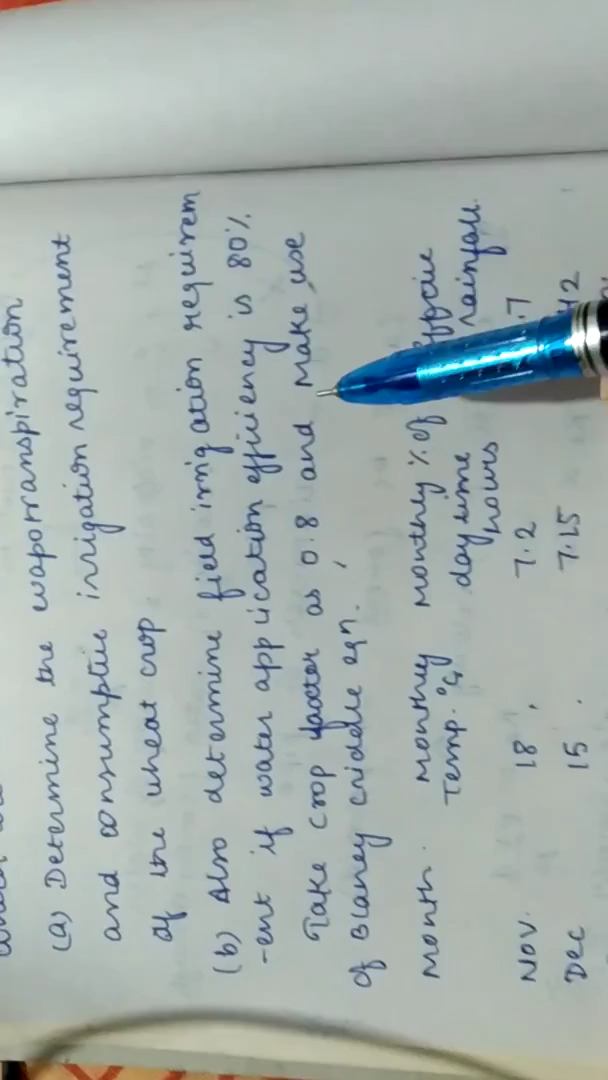 (a) Determine the evapotranspiration
and consumptive irrigation requirement
of the wheat crop.
(b) Also determine field irrigation requirem
-ent if water application efficiency is 80%.
Take crop factor as 0.8 and Make use
of Blaney criddle eqn.
Month. Monthly Temp. °C Monthly % of day time hours rainfall.
Nov. 18 7.2 .7
Dec 15 7.15 42